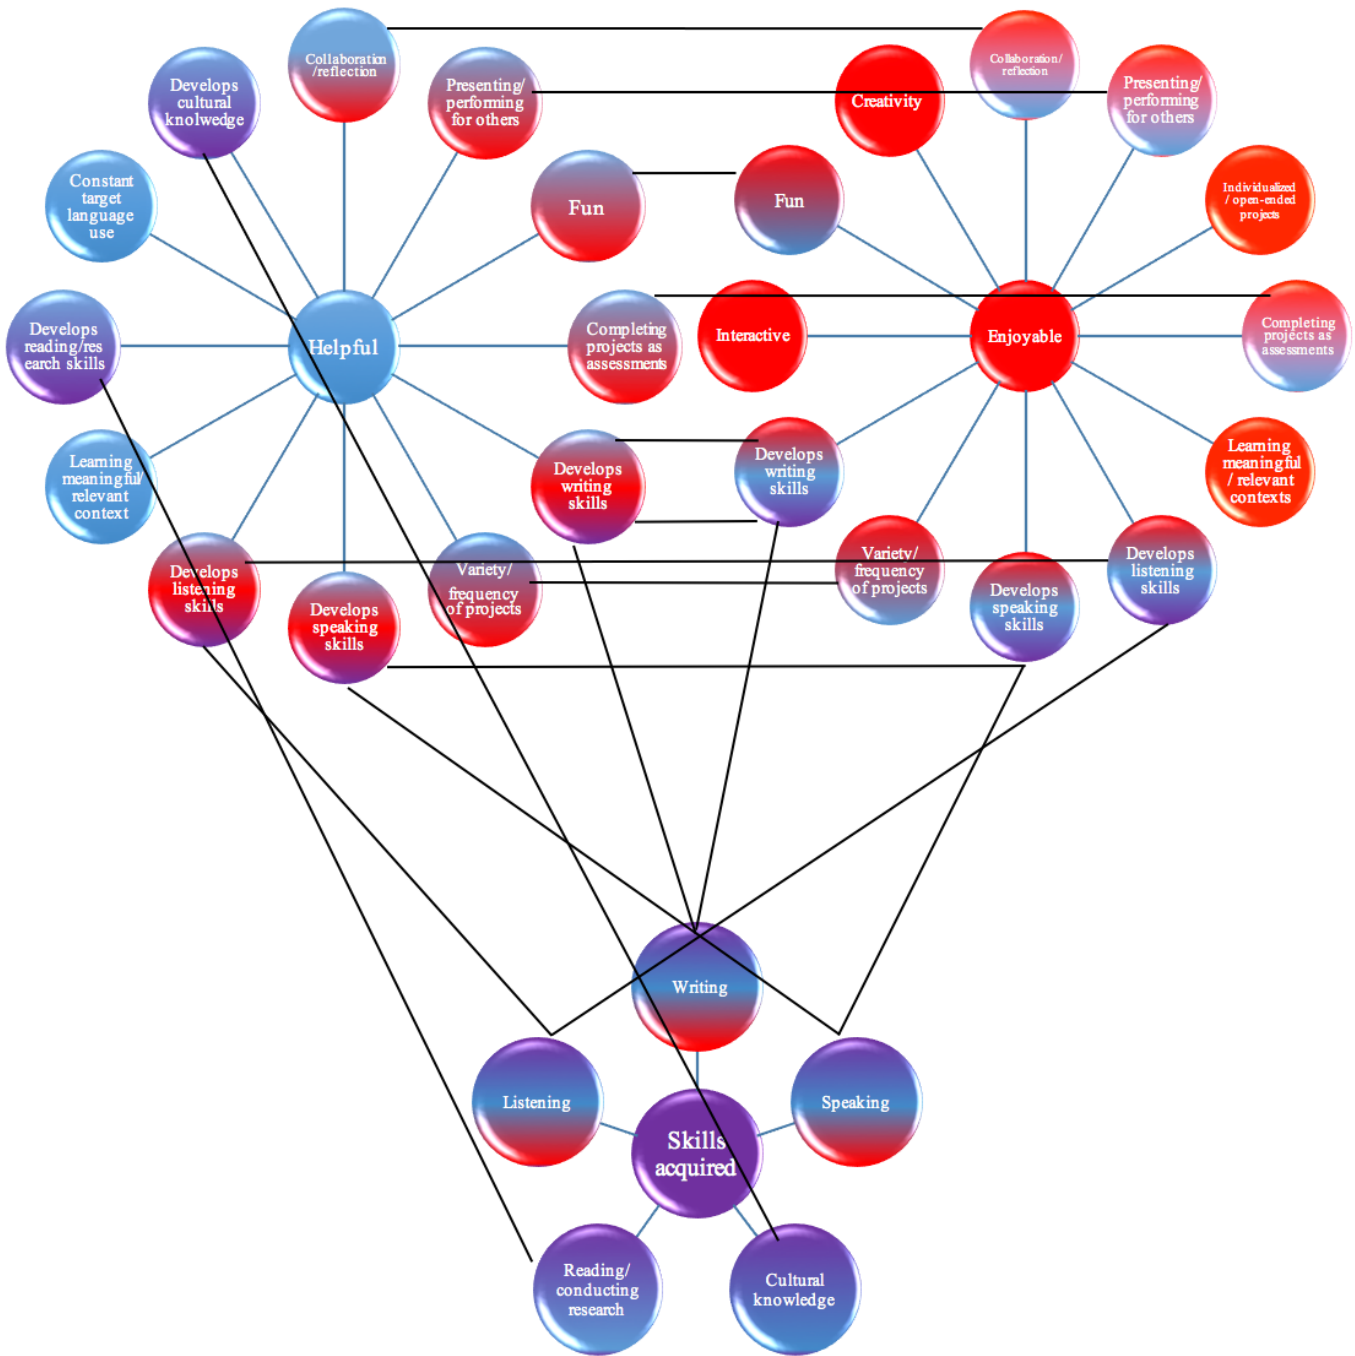 Collaboration
/reflection
Develops
cultural
knolwedge
Presenting/
performing
for others
Constant
target
language
use
Fun
Develops
reading/res
earch skills
Helpful
Completing
projects as
assessments
Learning
meaningful/
relevant
context
Develops
writing
skills
Develops
listening
skills
Develops
speaking
skills
Variety/
frequency
of projects
Collaboration/
reflection
Creativity
Presenting/
performing
for others
Fun
Individualized
/ open-ended
projects
Interactive
Enjoyable
Completing
projects as
assessments
Develops
writing
skills
Learning
meaningful
/ relevant
contexts
Variety/
frequency
of projects
Develops
speaking
skills
Develops
listening
skills
Writing
Listening
Speaking
Skills
acquired
Reading/
conducting
research
Cultural
knowledge